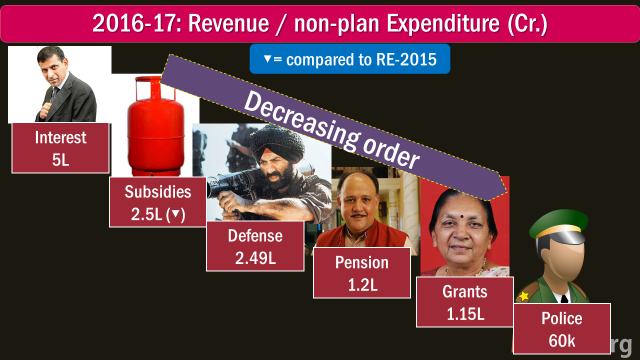 2016-17: Revenue / non-plan Expenditure (Cr.)
▼= compared to RE-2015
Decreasing order
Interest
5L
Subsidies
2.5L (▼)
Defense
2.49L
Pension
1.2L
Grants
1.15L
Police
60k
rg